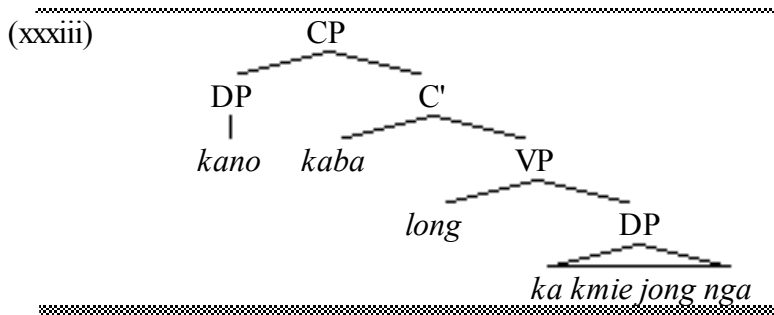 (xxxiii) CP
DP C'
kano kaba VP
long DP
ka kmie jong nga